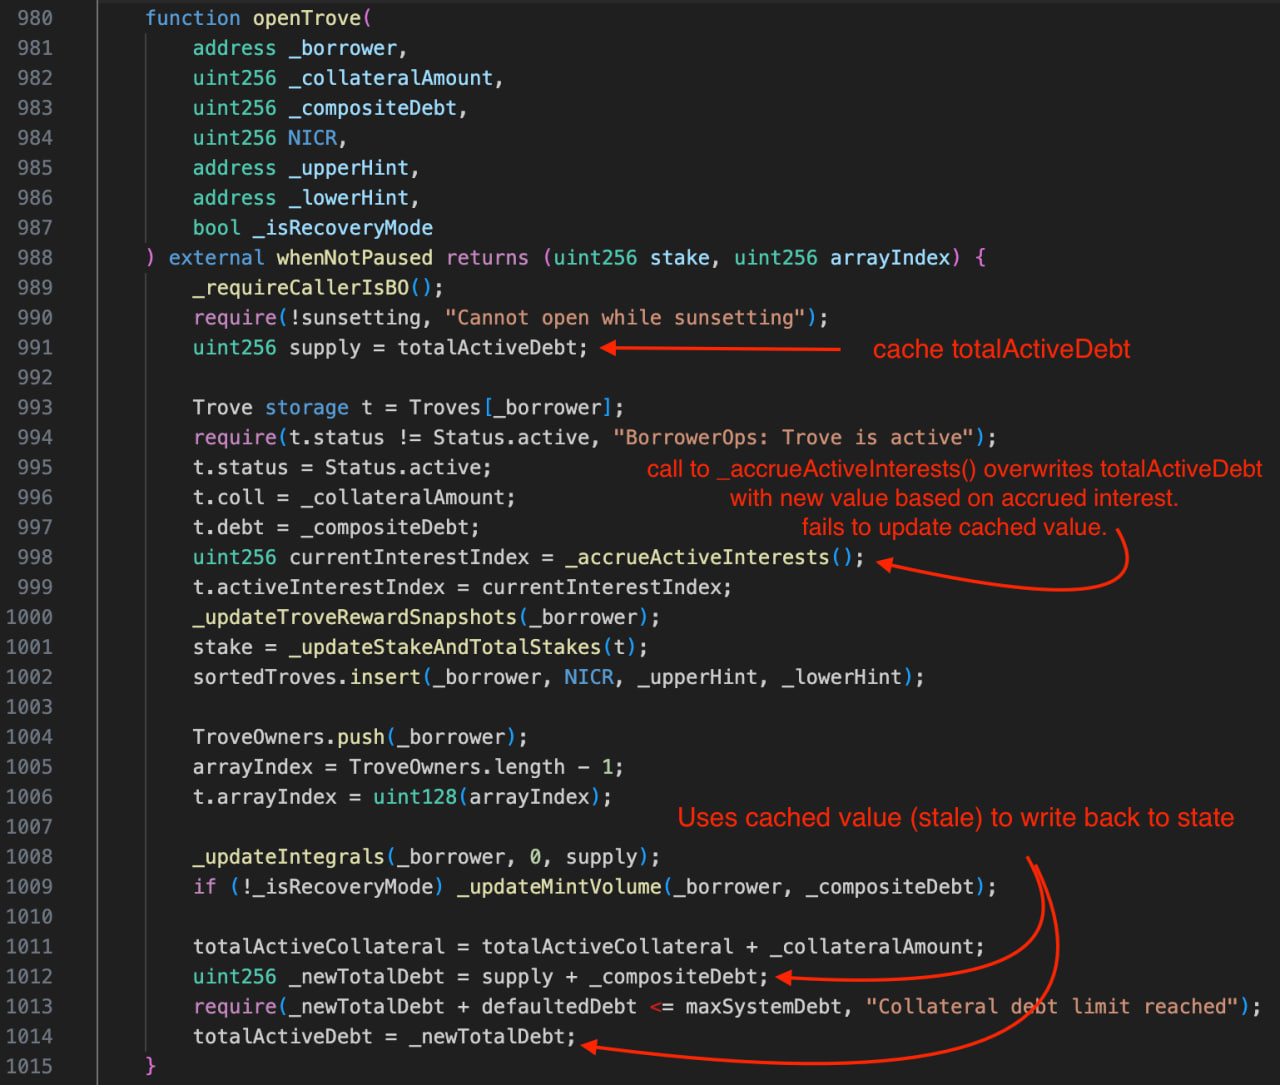 980 function openTrove(
981 address _borrower,
982 uint256 _collateralAmount,
983 uint256 _compositeDebt,
984 uint256 NICR,
985 address _upperHint,
986 address _lowerHint,
987 bool _isRecoveryMode
988 ) external whenNotPaused returns (uint256 stake, uint256 arrayIndex) {
989 _requireCallerIsBO();
990 require(!sunsetting, "Cannot open while sunsetting");
991 uint256 supply = totalActiveDebt; cache totalActiveDebt
992
993 Trove storage t = Troves[_borrower];
994 require(t.status != Status.active, "BorrowerOps: Trove is active");
995 t.status = Status.active; call to _accrueActiveInterests() overwrites totalActiveDebt
996 t.coll = _collateralAmount; with new value based on accrued interest.
997 t.debt = _compositeDebt; fails to update cached value.
998 uint256 currentInterestIndex = _accrueActiveInterests();
999 t.activeInterestIndex = currentInterestIndex;
1000 _updateTroveRewardSnapshots(_borrower);
1001 stake = _updateStakeAndTotalStakes(t);
1002 sortedTroves.insert(_borrower, NICR, _upperHint, _lowerHint);
1003
1004 TroveOwners.push(_borrower);
1005 arrayIndex = TroveOwners.length - 1;
1006 t.arrayIndex = uint128(arrayIndex);
1007 Uses cached value (stale) to write back to state
1008 _updateIntegrals(_borrower, 0, supply);
1009 if (!_isRecoveryMode) _updateMintVolume(_borrower, _compositeDebt);
1010
1011 totalActiveCollateral = totalActiveCollateral + _collateralAmount;
1012 uint256 _newTotalDebt = supply + _compositeDebt;
1013 require(_newTotalDebt + defaultedDebt <= maxSystemDebt, "Collateral debt limit reached");
1014 totalActiveDebt = _newTotalDebt;
1015 }